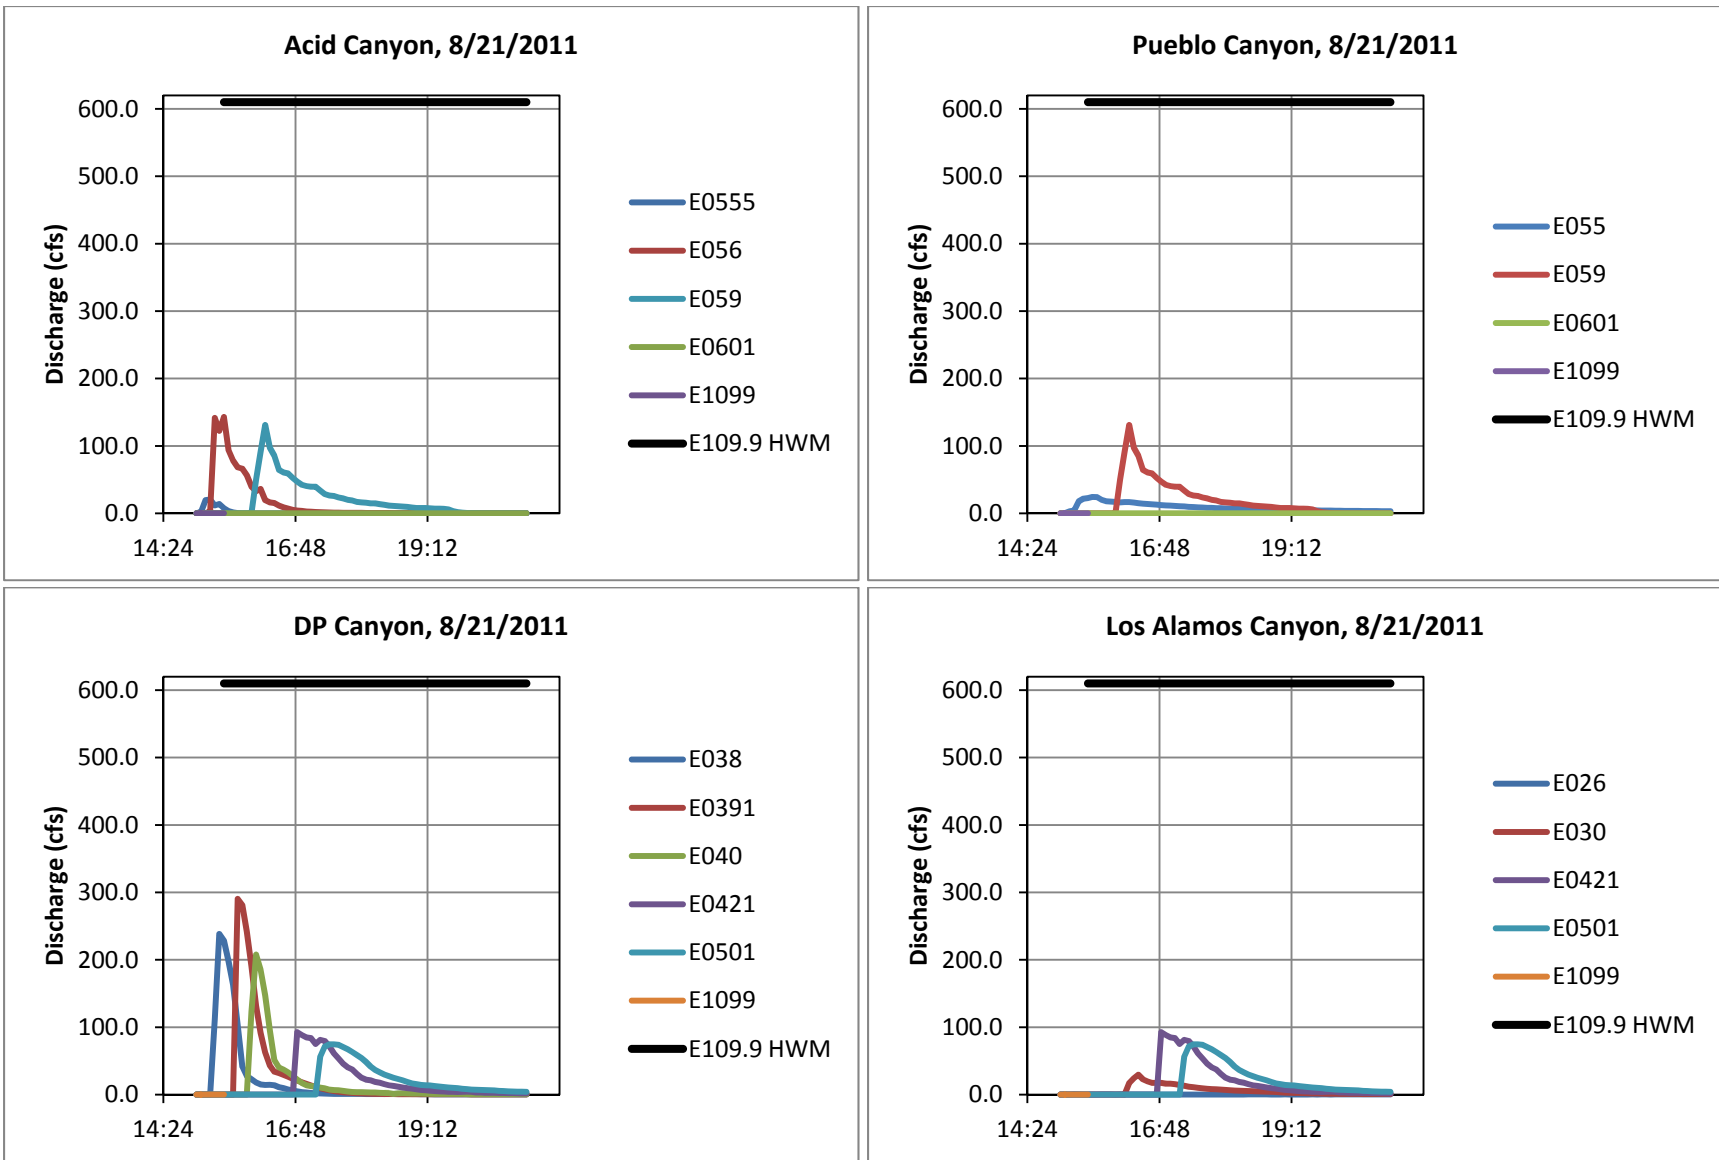 Acid Canyon, 8/21/2011
Discharge (cfs)
600.0
500.0
400.0
300.0
200.0
100.0
0.0
14:24
16:48
19:12
E0555
E056
E059
E0601
E1099
E109.9 HWM
Pueblo Canyon, 8/21/2011
Discharge (cfs)
600.0
500.0
400.0
300.0
200.0
100.0
0.0
14:24
16:48
19:12
E055
E059
E0601
E1099
E109.9 HWM
DP Canyon, 8/21/2011
Discharge (cfs)
600.0
500.0
400.0
300.0
200.0
100.0
0.0
14:24
16:48
19:12
E038
E0391
E040
E0421
E0501
E1099
E109.9 HWM
Los Alamos Canyon, 8/21/2011
Discharge (cfs)
600.0
500.0
400.0
300.0
200.0
100.0
0.0
14:24
16:48
19:12
E026
E030
E0421
E0501
E1099
E109.9 HWM